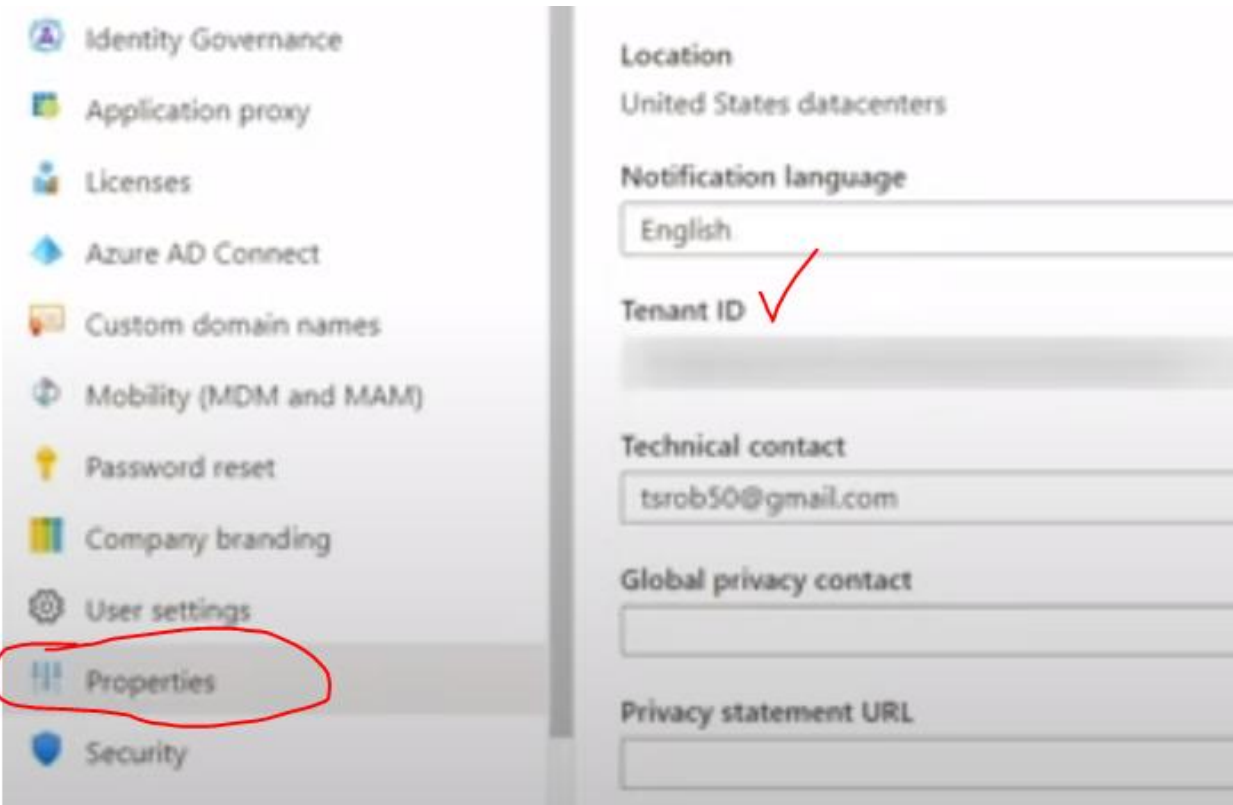 Identity Governance
Application proxy
Licenses
Azure AD Connect
Custom domain names
Mobility (MDM and MAM)
Password reset
Company branding
User settings
Properties
Security
Location
United States datacenters
Notification language
English
Tenant ID
Technical contact
tsrob50@gmail.com
Global privacy contact
Privacy statement URL